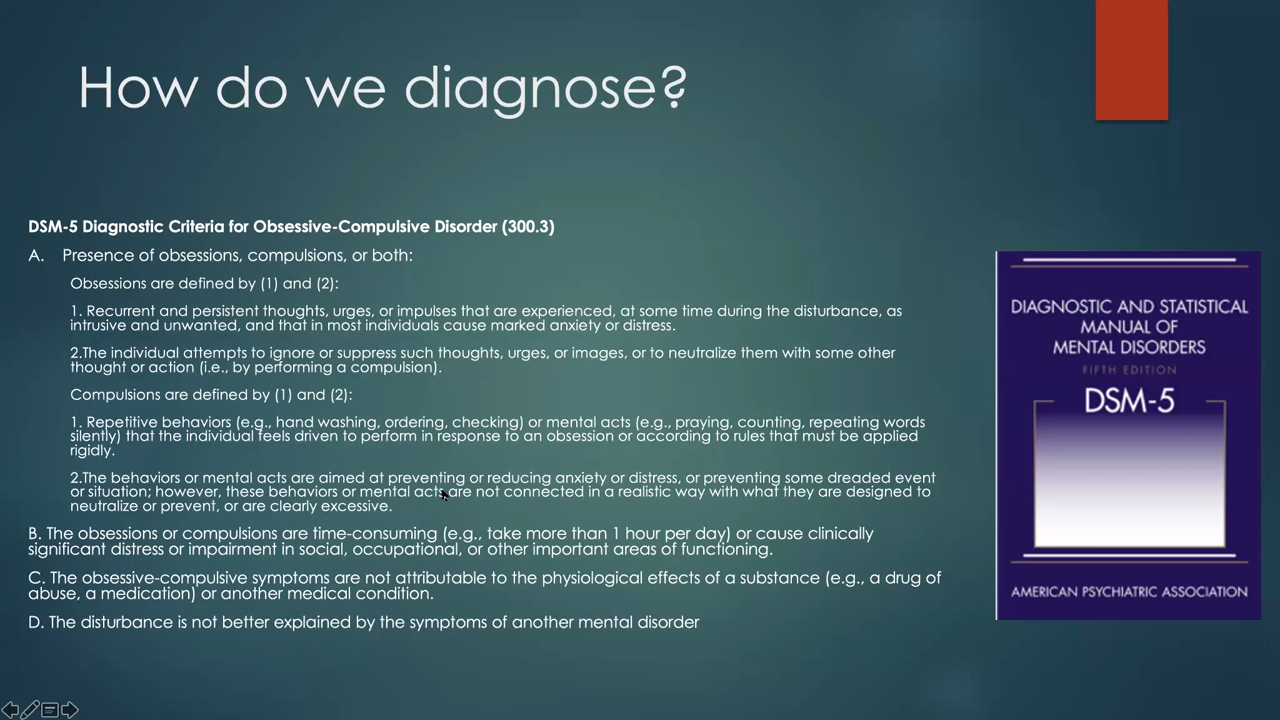 How do we diagnose?
DSM-5 Diagnostic Criteria for Obsessive-Compulsive Disorder (300.3)
A. Presence of obsessions, compulsions, or both:
Obsessions are defined by (1) and (2):
1. Recurrent and persistent thoughts, urges, or impulses that are experienced, at some time during the disturbance, as
intrusive and unwanted, and that in most individuals cause marked anxiety or distress.
2.The individual attempts to ignore or suppress such thoughts, urges, or images, or to neutralize them with some other
thought or action (i.e., by performing a compulsion).
Compulsions are defined by (1) and (2):
1. Repetitive behaviors (e.g., hand washing, ordering, checking) or mental acts (e.g., praying, counting, repeating words
silently) that the individual feels driven to perform in response to an obsession or according to rules that must be applied
rigidly.
2.The behaviors or mental acts are aimed at preventing or reducing anxiety or distress, or preventing some dreaded event
or situation; however, these behaviors or mental acts are not connected in a realistic way with what they are designed to
neutralize or prevent, or are clearly excessive.
B. The obsessions or compulsions are time-consuming (e.g., take more than 1 hour per day) or cause clinically
significant distress or impairment in social, occupational, or other important areas of functioning.
C. The obsessive-compulsive symptoms are not attributable to the physiological effects of a substance (e.g., a drug of
abuse, a medication) or another medical condition.
D. The disturbance is not better explained by the symptoms of another mental disorder
DIAGNOSTIC AND STATISTICAL
MANUAL OF
MENTAL DISORDERS
FIFTH EDITION
DSM-5
AMERICAN PSYCHIATRIC ASSOCIATION